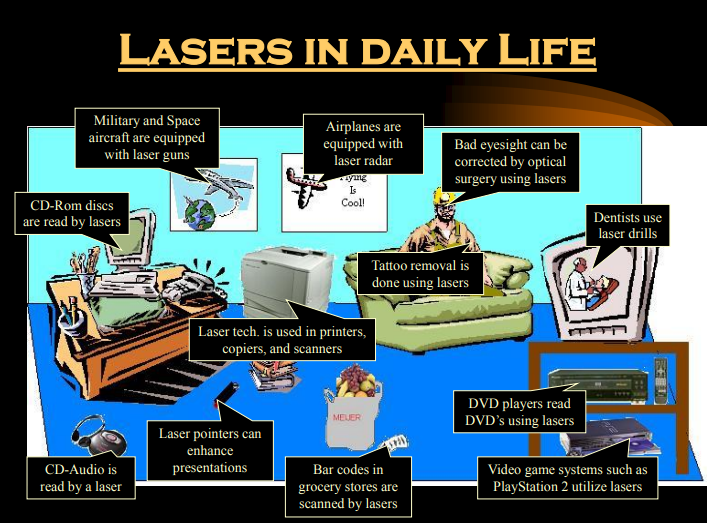 LASERS IN DAILY LIFE
Military and Space
aircraft are equipped
with laser guns
Airplanes are
equipped with
laser radar
Bad eyesight can be
corrected by optical
surgery using lasers
CD-Rom discs
are read by lasers
Flying
Is
Cool!
Dentists use
laser drills
Tattoo removal is
done using lasers
Laser tech. is used in printers,
copiers, and scanners
DVD players read
DVD's using lasers
MEIJER
Laser pointers can
enhance
presentations
CD-Audio is
read by a laser
Bar codes in
grocery stores are
scanned by lasers
Video game systems such as
PlayStation 2 utilize lasers